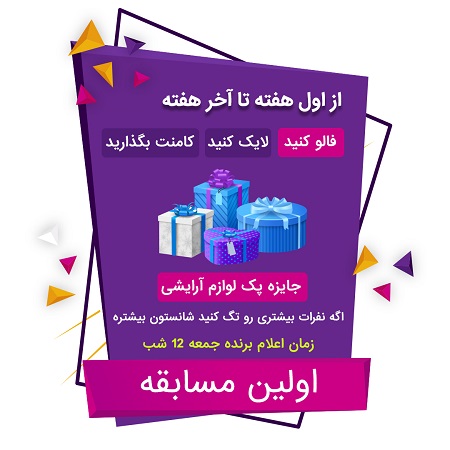 از اول هفته تا آخر هفته
فالو کنید لایک کنید کامنت بگذارید
جایزه پک لوازم آرایشی
اگه نفرات بیشتری رو تگ کنید شانستون بیشتره
زمان اعلام برنده جمعه 12 شب
اولین مسابقه